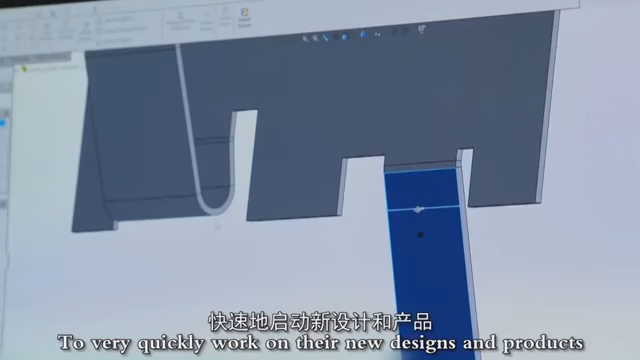 快速地启动新设计和产品
To very quickly work on their new designs and products